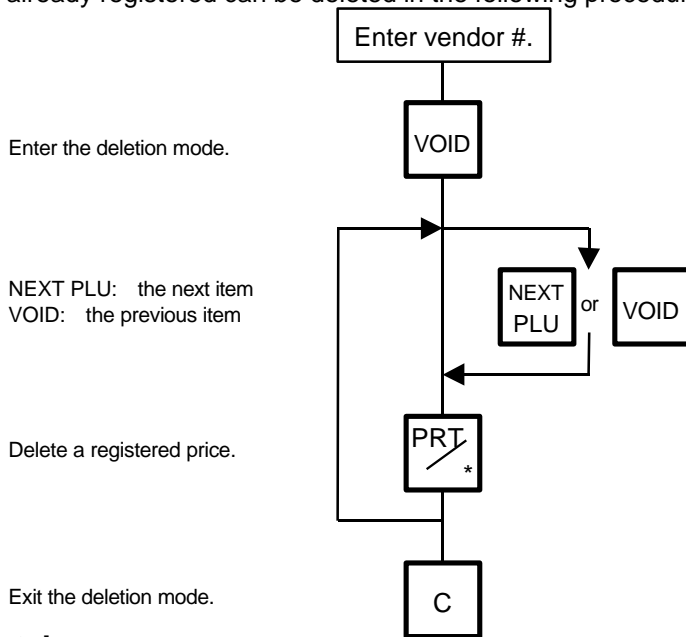 already registered can be deleted in the following procedur
Enter vendor #.
Enter the deletion mode.
VOID
NEXT PLU: the next item
VOID: the previous item
NEXT
PLU
or
VOID
Delete a registered price.
PRT
*
Exit the deletion mode.
C